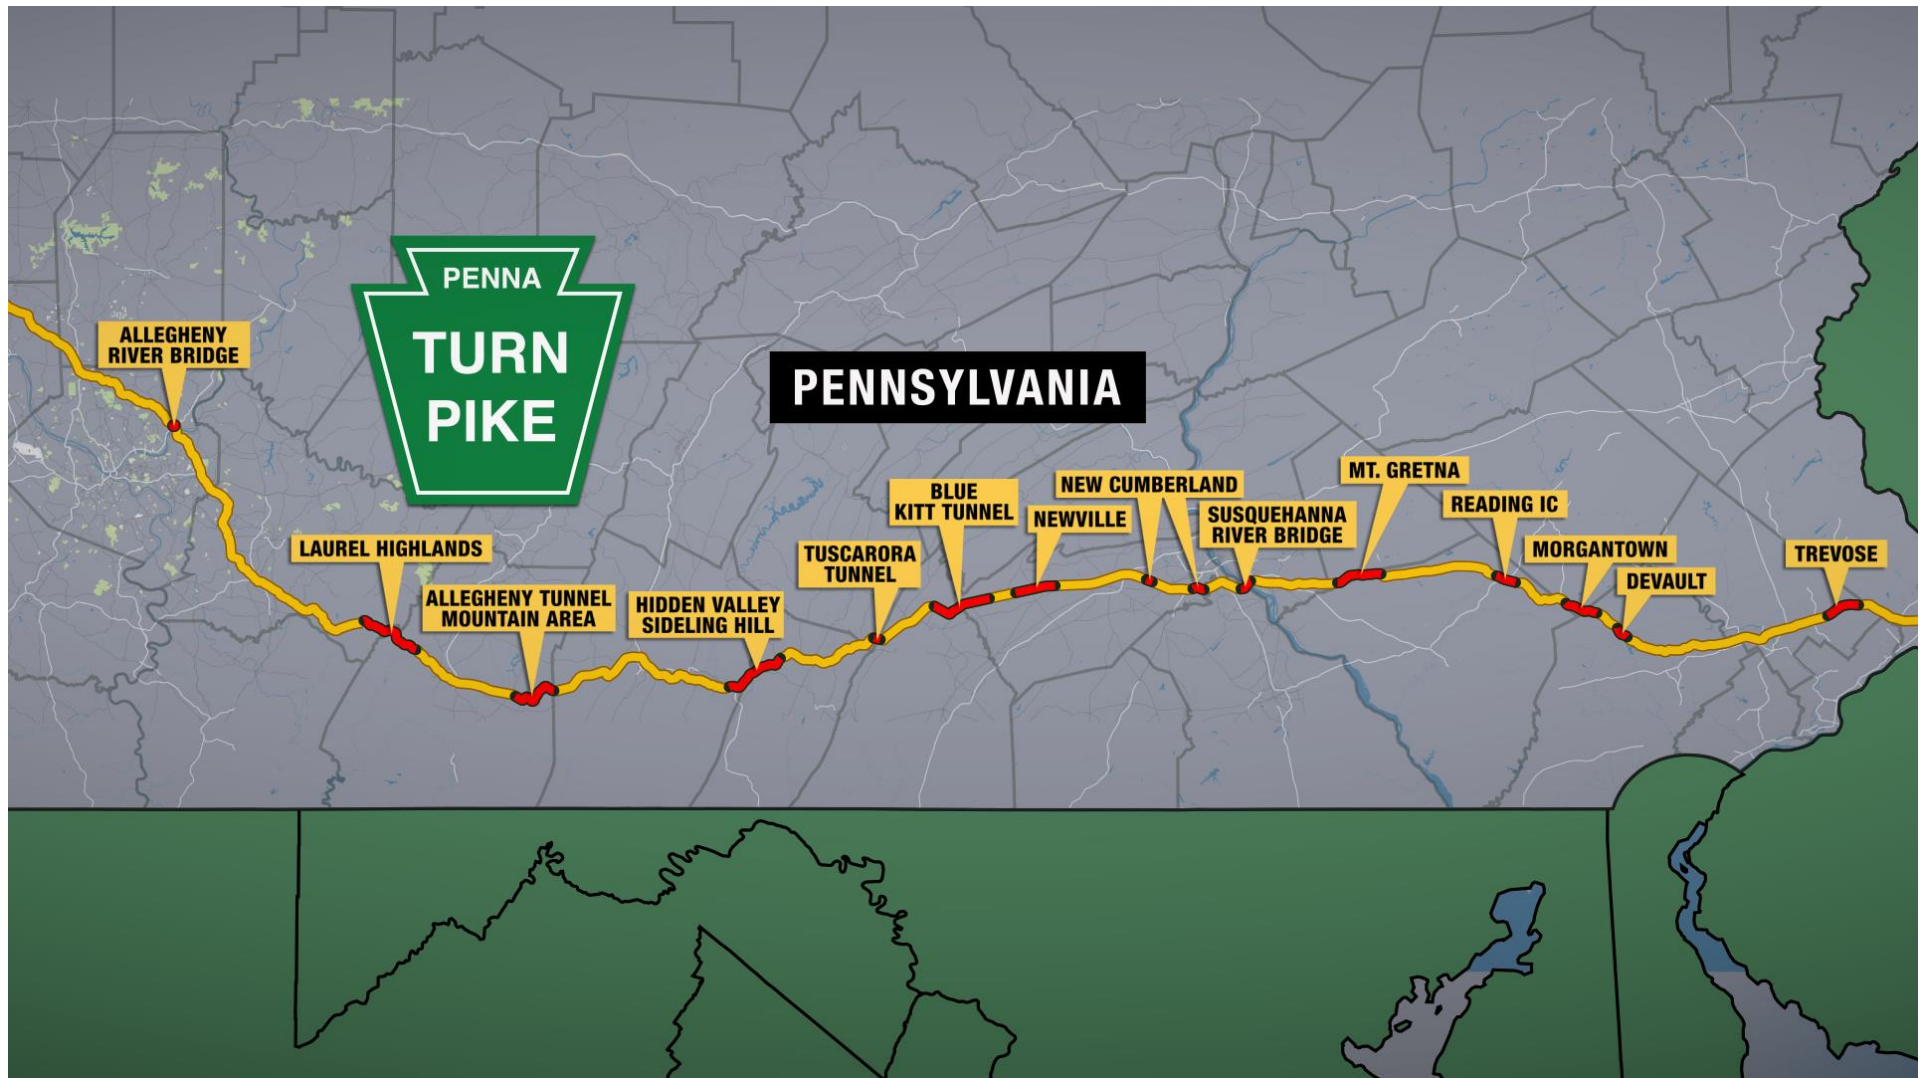 PENNA
TURN
PIKE
PENNSYLVANIA
ALLEGHENY
RIVER BRIDGE
LAUREL HIGHLANDS
ALLEGHENY TUNNEL
MOUNTAIN AREA
HIDDEN VALLEY
SIDELING HILL
TUSCARORA
TUNNEL
BLUE
KITT TUNNEL
NEWVILLE
NEW CUMBERLAND
SUSQUEHANNA
RIVER BRIDGE
MT. GRETNA
READING IC
MORGANTOWN
DEVAULT
TREVOSE